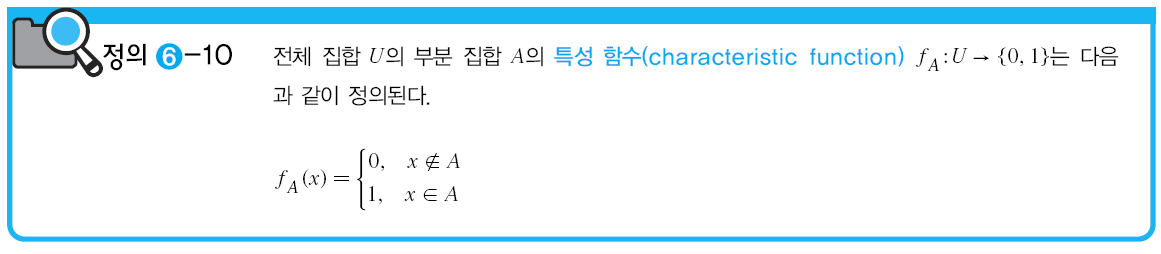 정의 6-10
전체 집합 U의 부분 집합 A의 특성 함수(characteristic function) f_A : U → {0, 1}는 다음
과 같이 정의된다.
f_A(x) = { 0, x ∉ A
1, x ∈ A